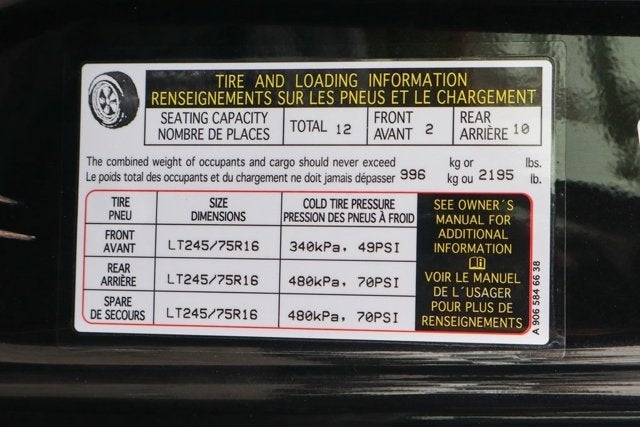 TIRE AND LOADING INFORMATION
RENSEIGNEMENTS SUR LES PNEUS ET LE CHARGEMENT
SEATING CAPACITY
NOMBRE DE PLACES
TOTAL 12
FRONT
AVANT 2
REAR
ARRIÈRE 10
The combined weight of occupants and cargo should never exceed
Le poids total des occupants et du chargement ne doit jamais dépasser
996
kg or
kg ou
2195
lbs.
lb.
TIRE
PNEU
SIZE
DIMENSIONS
COLD TIRE PRESSURE
PRESSION DES PNEUS À FROID
FRONT
AVANT
LT245/75R16
340kPa, 49PSI
REAR
ARRIÈRE
LT245/75R16
480kPa, 70PSI
SPARE
DE SECOURS
LT245/75R16
480kPa, 70PSI
SEE OWNER´S
MANUAL FOR
ADDITIONAL
INFORMATION
VOIR LE MANUEL
DE L´USAGER
POUR PLUS DE
RENSEIGNEMENTS
A 906 584 66 38